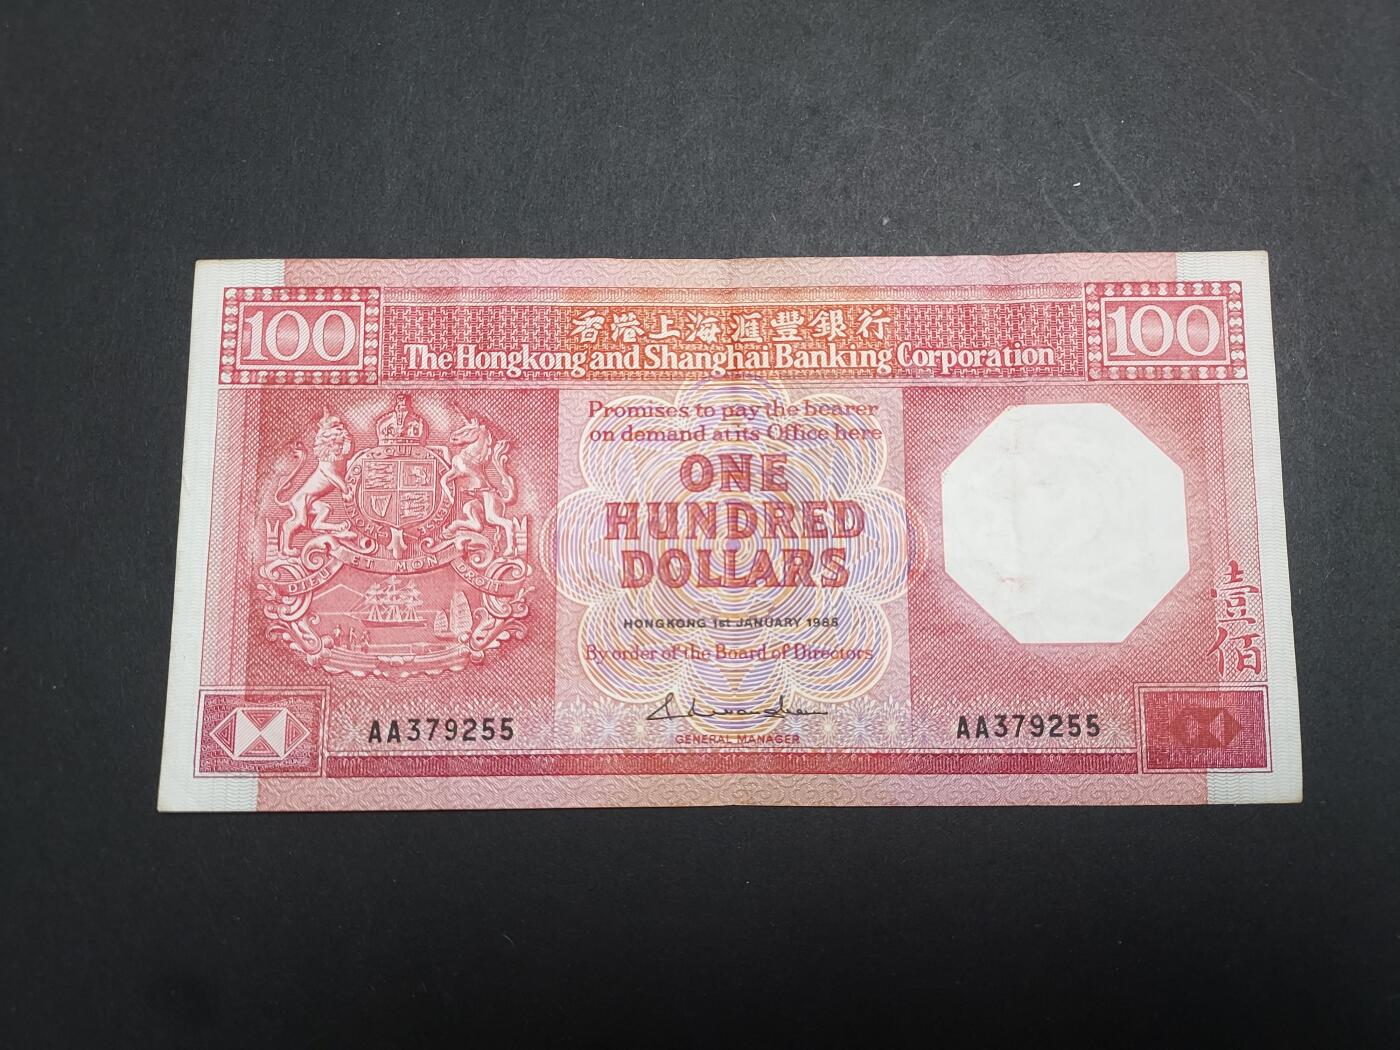 100
香港上海滙豐銀行
100
The Hongkong and Shanghai Banking Corporation
Promises to pay the bearer
on demand at its Office here
ONE
HUNDRED
DOLLARS
HONGKONG 1st JANUARY 1985
By order of the Board of Directors
GENERAL MANAGER
DIEU ET MON DROIT
壹佰
AA379255
AA379255